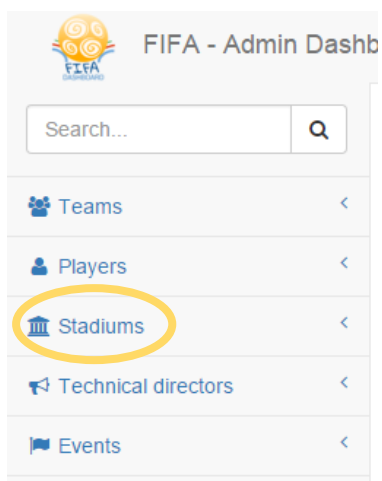 FIFA - Admin Dashb
FIFA
DASHBOARD
Search...
Teams
Players
Stadiums
Technical directors
Events